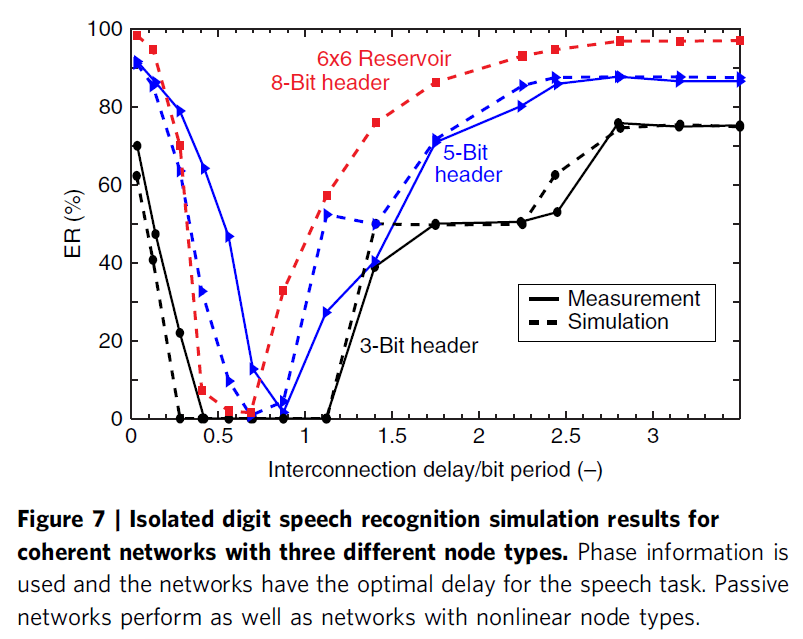 100
80
60
40
20
0
ER (%)
6x6 Reservoir
8-Bit header
5-Bit
header
3-Bit header
Measurement
Simulation
0 0.5 1 1.5 2 2.5 3
Interconnection delay/bit period (–)
Figure 7 | Isolated digit speech recognition simulation results for
coherent networks with three different node types. Phase information is
used and the networks have the optimal delay for the speech task. Passive
networks perform as well as networks with nonlinear node types.